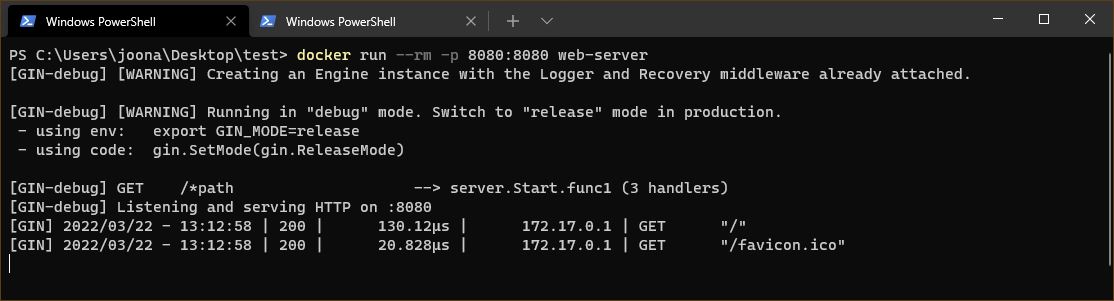 Windows PowerShell
Windows PowerShell
PS C:\Users\joona\Desktop\test> docker run --rm -p 8080:8080 web-server
[GIN-debug] [WARNING] Creating an Engine instance with the Logger and Recovery middleware already attached.
[GIN-debug] [WARNING] Running in "debug" mode. Switch to "release" mode in production.
 - using env:   export GIN_MODE=release
 - using code:  gin.SetMode(gin.ReleaseMode)
[GIN-debug] GET    /*path                    --> server.Start.func1 (3 handlers)
[GIN-debug] Listening and serving HTTP on :8080
[GIN] 2022/03/22 - 13:12:58 | 200 |      130.12µs |      172.17.0.1 | GET      "/"
[GIN] 2022/03/22 - 13:12:58 | 200 |      20.828µs |      172.17.0.1 | GET      "/favicon.ico"